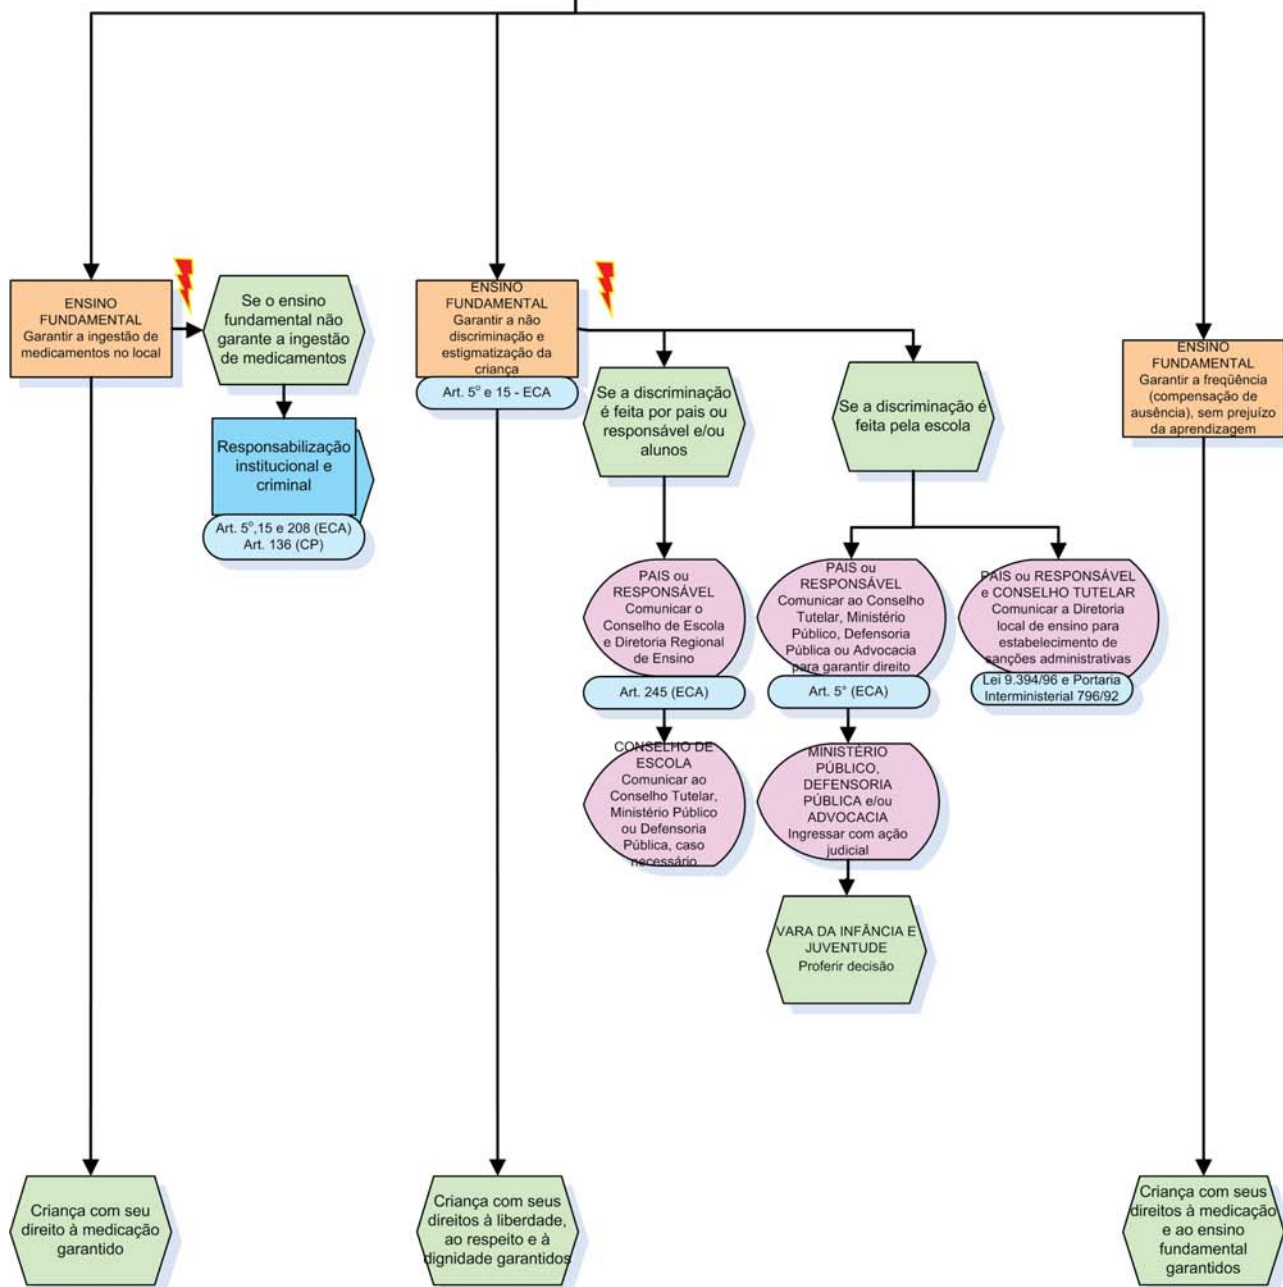 ENSINO
FUNDAMENTAL
Garantir a ingestão de
medicamentos no local
Se o ensino
fundamental não
garante a ingestão
de medicamentos
Responsabilização
institucional e
criminal
Art. 5º,15 e 208 (ECA)
Art. 136 (CP)
ENSINO
FUNDAMENTAL
Garantir a não
discriminação e
estigmatização da
criança
Art. 5º e 15 - ECA
Se a discriminação
é feita por pais ou
responsável e/ou
alunos
Se a discriminação é
feita pela escola
PAIS ou
RESPONSÁVEL
Comunicar o
Conselho de Escola
e Diretoria Regional
de Ensino
Art. 245 (ECA)
CONSELHO DE
ESCOLA
Comunicar ao
Conselho Tutelar,
Ministério Público
ou Defensoria
Pública, caso
necessário
PAIS ou
RESPONSÁVEL
Comunicar ao Conselho
Tutelar, Ministério
Público, Defensoria
Pública ou Advocacia
para garantir direito
Art. 5° (ECA)
MINISTÉRIO
PÚBLICO,
DEFENSORIA
PÚBLICA e/ou
ADVOCACIA
Ingressar com ação
judicial
VARA DA INFÂNCIA E
JUVENTUDE
Proferir decisão
PAIS ou RESPONSÁVEL
e CONSELHO TUTELAR
Comunicar a Diretoria
local de ensino para
estabelecimento de
sanções administrativas
Lei 9.394/96 e Portaria
Interministerial 796/92
ENSINO
FUNDAMENTAL
Garantir a freqüência
(compensação de
ausência), sem prejuízo
da aprendizagem
Criança com seu
direito à medicação
garantido
Criança com seus
direitos à liberdade,
ao respeito e à
dignidade garantidos
Criança com seus
direitos à medicação
e ao ensino
fundamental
garantidos